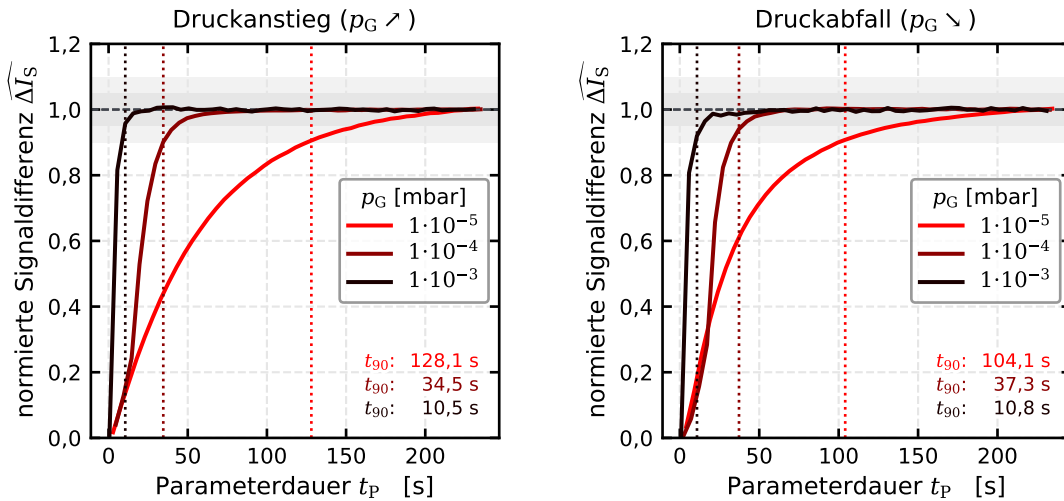 Druckanstieg (p_G ↗)
normierte Signaldifferenz ΔI_S
1,2
1,0
0,8
0,6
0,4
0,2
0,0
p_G [mbar]
1·10⁻⁵
1·10⁻⁴
1·10⁻³
t₉₀: 128,1 s
t₉₀: 34,5 s
t₉₀: 10,5 s
0 50 100 150 200
Parameterdauer t_P [s]
Druckabfall (p_G ↘)
normierte Signaldifferenz ΔI_S
1,2
1,0
0,8
0,6
0,4
0,2
0,0
p_G [mbar]
1·10⁻⁵
1·10⁻⁴
1·10⁻³
t₉₀: 104,1 s
t₉₀: 37,3 s
t₉₀: 10,8 s
0 50 100 150 200
Parameterdauer t_P [s]